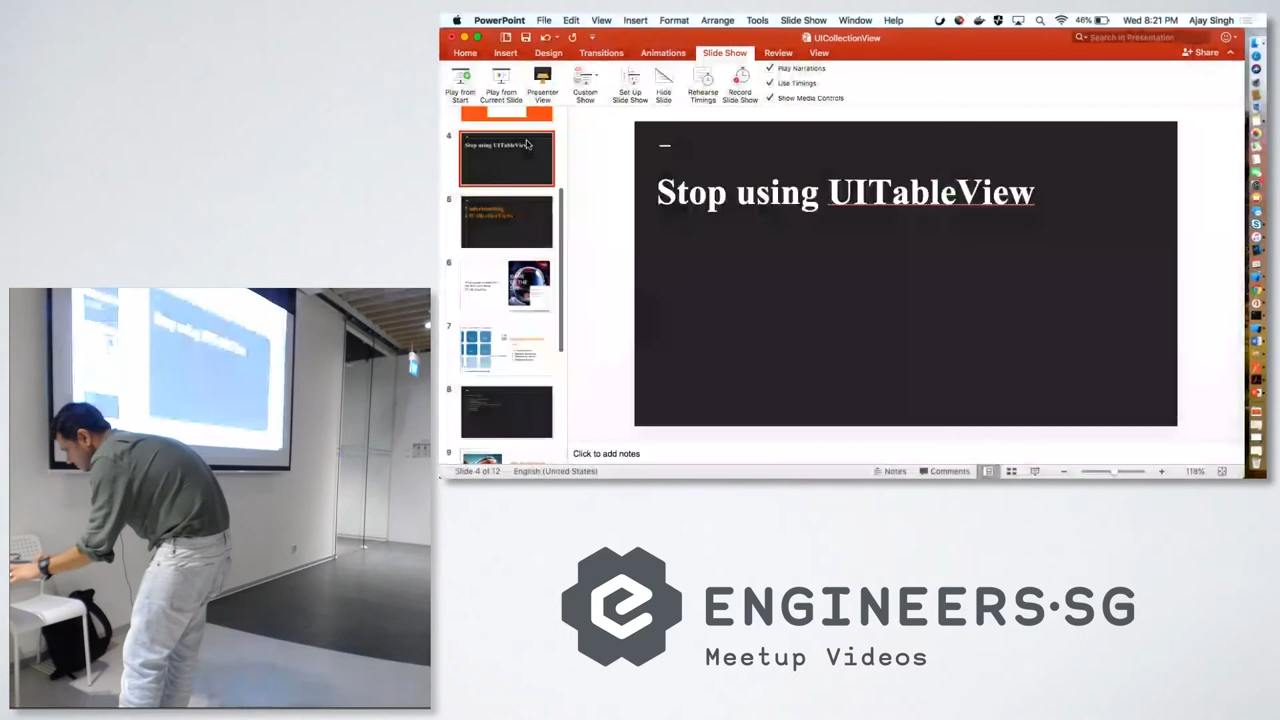 PowerPoint File Edit View Insert Format Arrange Tools Slide Show Window Help 46% Wed 8:21 PM Ajay Singh
UICollectionView
Search in Presentation
Home Insert Design Transitions Animations Slide Show Review View Share
Play from Start
Play from Current Slide
Presenter View
Custom Show
Set Up Slide Show
Hide Slide
Rehearse Timings
Record Slide Show
Play Narrations
Use Timings
Show Media Controls
4
Stop using UITableView
5
6
7
8
9
Stop using UITableView
Click to add notes
Slide 4 of 12 English (United States) Notes Comments 118%
ENGINEERS·SG
Meetup Videos